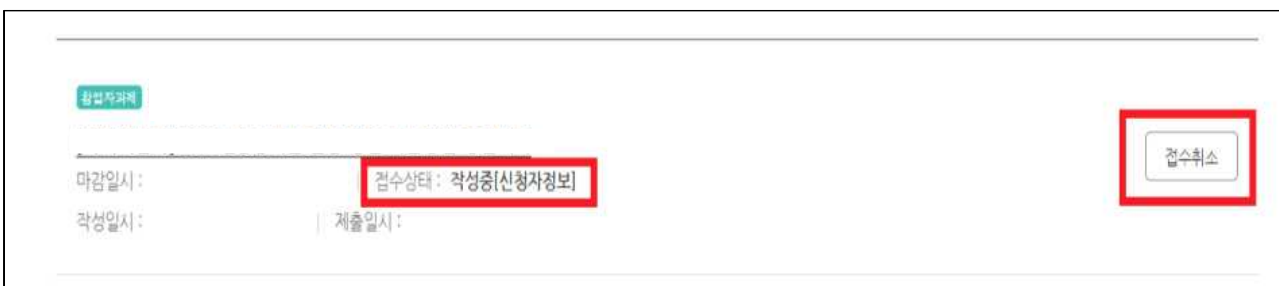 창업자과제
접수취소
마감일시 : 접수상태 : 작성중[신청자정보]
작성일시 : 제출일시 :